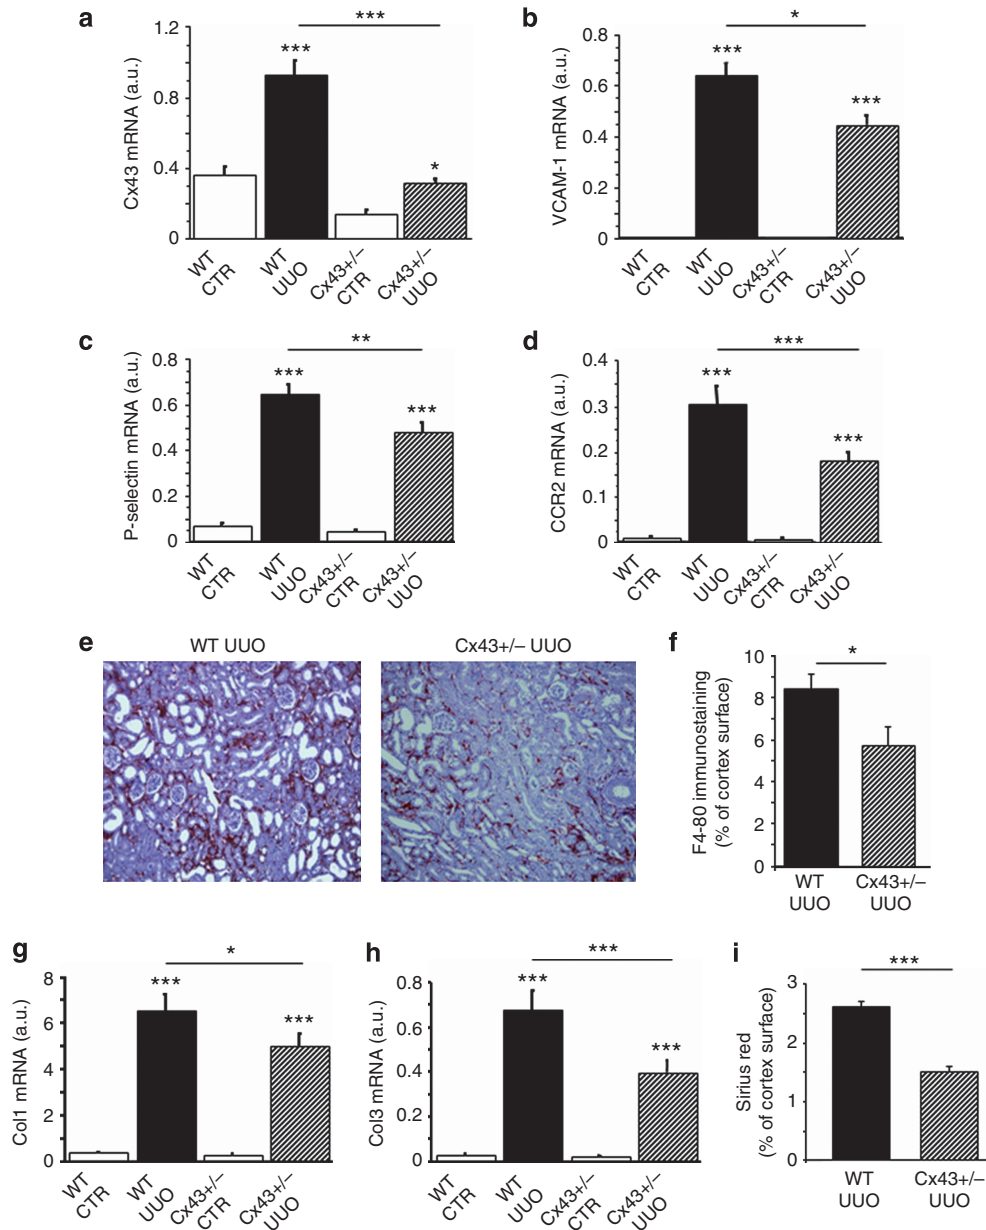 a
***
1.2
0.8
0.4
0
Cx43 mRNA (a.u.)
***
*
WT
CTR
WT
UUO
Cx43+/–
CTR
Cx43+/–
UUO
b
*
0.8
0.6
0.4
0.2
0
VCAM-1 mRNA (a.u.)
***
***
WT
CTR
WT
UUO
Cx43+/–
CTR
Cx43+/–
UUO
c
**
0.8
0.6
0.4
0.2
0
P-selectin mRNA (a.u.)
***
***
WT
CTR
WT
UUO
Cx43+/–
CTR
Cx43+/–
UUO
d
***
0.4
0.3
0.2
0.1
0
CCR2 mRNA (a.u.)
***
***
WT
CTR
WT
UUO
Cx43+/–
CTR
Cx43+/–
UUO
e
WT UUO
Cx43+/– UUO
f
*
10
8
6
4
2
0
F4-80 immunostaining
(% of cortex surface)
WT
UUO
Cx43+/–
UUO
g
*
8
6
4
2
0
Col1 mRNA (a.u.)
***
***
WT
CTR
WT
UUO
Cx43+/–
CTR
Cx43+/–
UUO
h
***
0.8
0.6
0.4
0.2
0
Col3 mRNA (a.u.)
***
***
WT
CTR
WT
UUO
Cx43+/–
CTR
Cx43+/–
UUO
i
***
3
2
1
0
Sirius red
(% of cortex surface)
WT
UUO
Cx43+/–
UUO